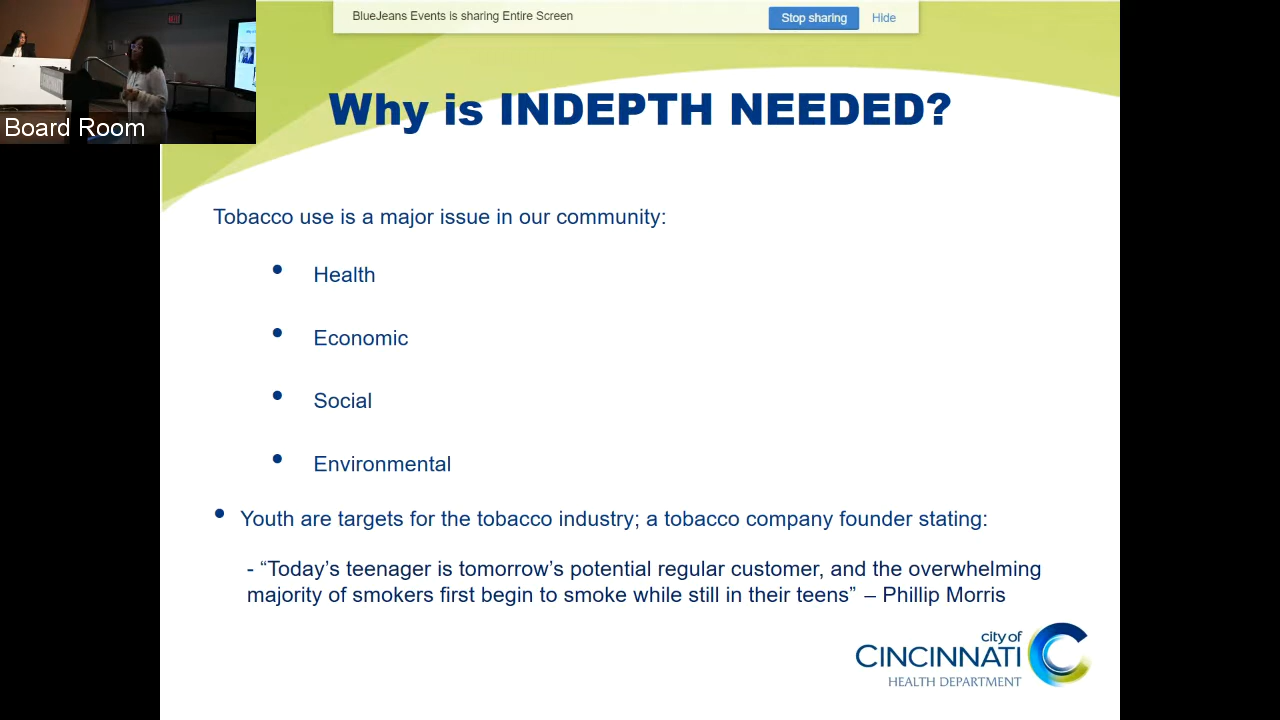 BlueJeans Events is sharing Entire Screen
Stop sharing
Hide
Board Room
Why is INDEPTH NEEDED?
Tobacco use is a major issue in our community:
• Health
• Economic
• Social
• Environmental
• Youth are targets for the tobacco industry; a tobacco company founder stating:
- “Today’s teenager is tomorrow’s potential regular customer, and the overwhelming
majority of smokers first begin to smoke while still in their teens” – Phillip Morris
city of
CINCINNATI
HEALTH DEPARTMENT